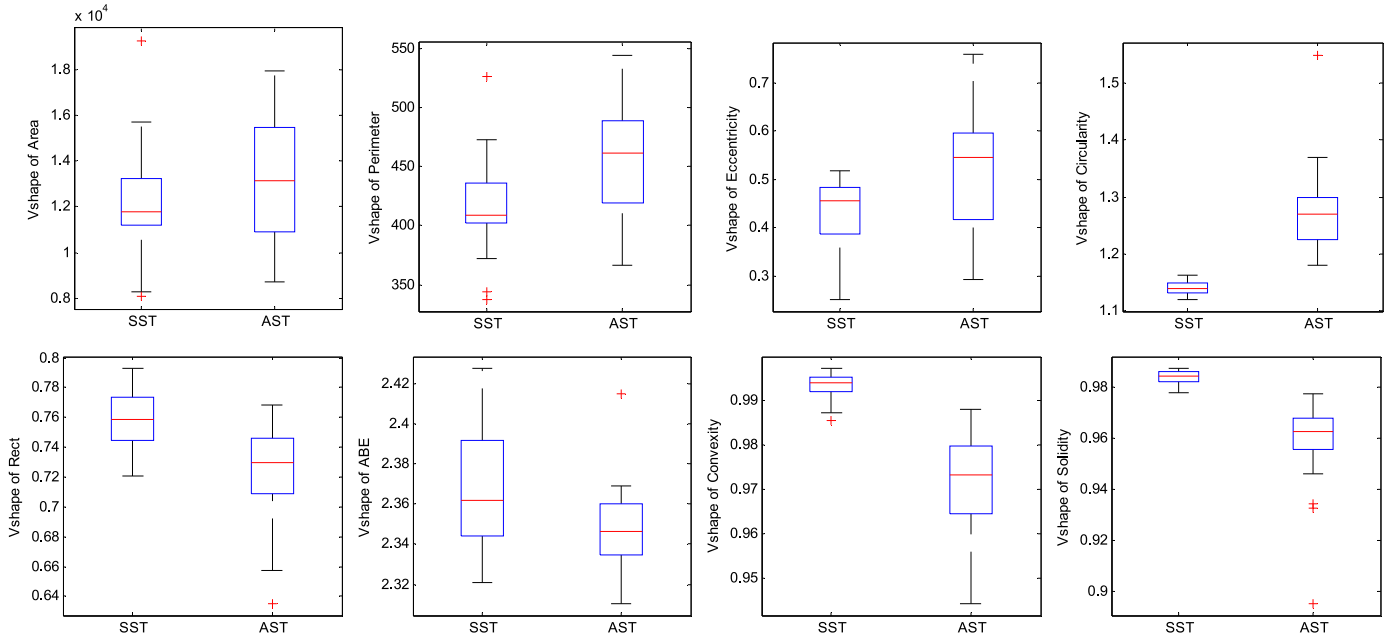 x 10^4
Vshape of Area
1.8
1.6
1.4
1.2
1
0.8
SST AST
Vshape of Perimeter
550
500
450
400
350
SST AST
Vshape of Eccentricity
0.7
0.6
0.5
0.4
0.3
SST AST
Vshape of Circularity
1.5
1.4
1.3
1.2
1.1
SST AST
Vshape of Rect
0.8
0.78
0.76
0.74
0.72
0.7
0.68
0.66
0.64
SST AST
Vshape of ABE
2.42
2.4
2.38
2.36
2.34
2.32
SST AST
Vshape of Convexity
0.99
0.98
0.97
0.96
0.95
SST AST
Vshape of Solidity
0.98
0.96
0.94
0.92
0.9
SST AST